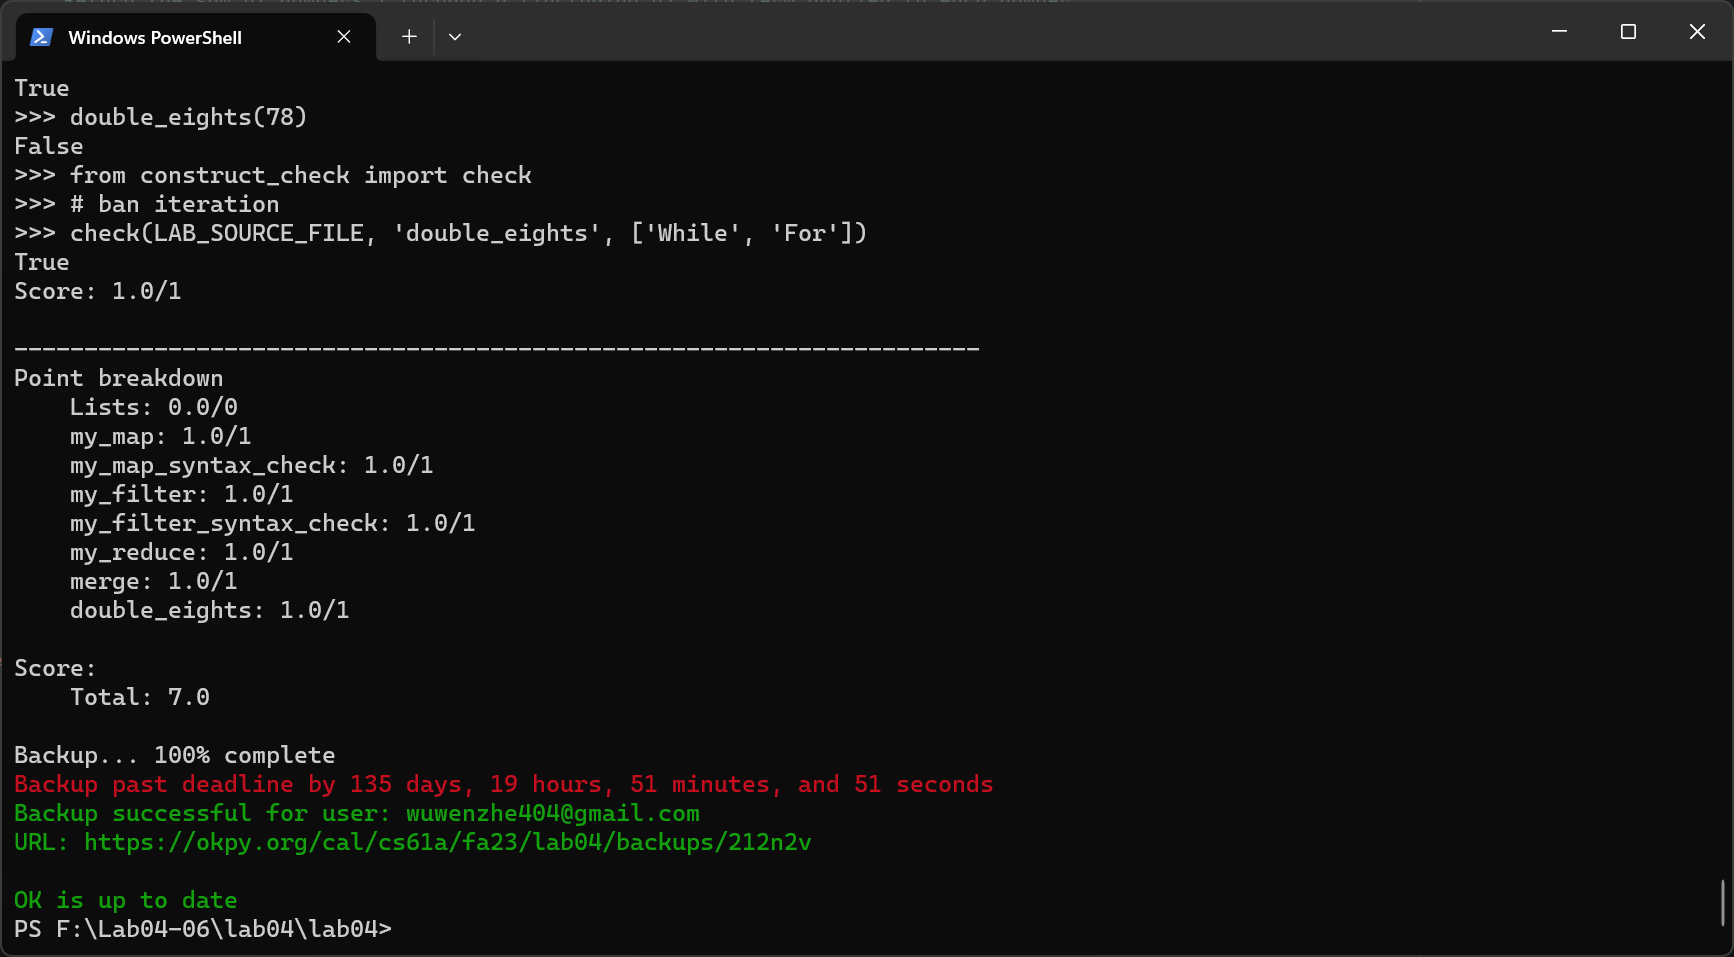 Windows PowerShell
True
>>> double_eights(78)
False
>>> from construct_check import check
>>> # ban iteration
>>> check(LAB_SOURCE_FILE, 'double_eights', ['While', 'For'])
True
Score: 1.0/1
---------------------------------------------------------------------
Point breakdown
    Lists: 0.0/0
    my_map: 1.0/1
    my_map_syntax_check: 1.0/1
    my_filter: 1.0/1
    my_filter_syntax_check: 1.0/1
    my_reduce: 1.0/1
    merge: 1.0/1
    double_eights: 1.0/1
Score:
    Total: 7.0
Backup... 100% complete
Backup past deadline by 135 days, 19 hours, 51 minutes, and 51 seconds
Backup successful for user: wuwenzhe404@gmail.com
URL: https://okpy.org/cal/cs61a/fa23/lab04/backups/212n2v
OK is up to date
PS F:\Lab04-06\lab04\lab04>